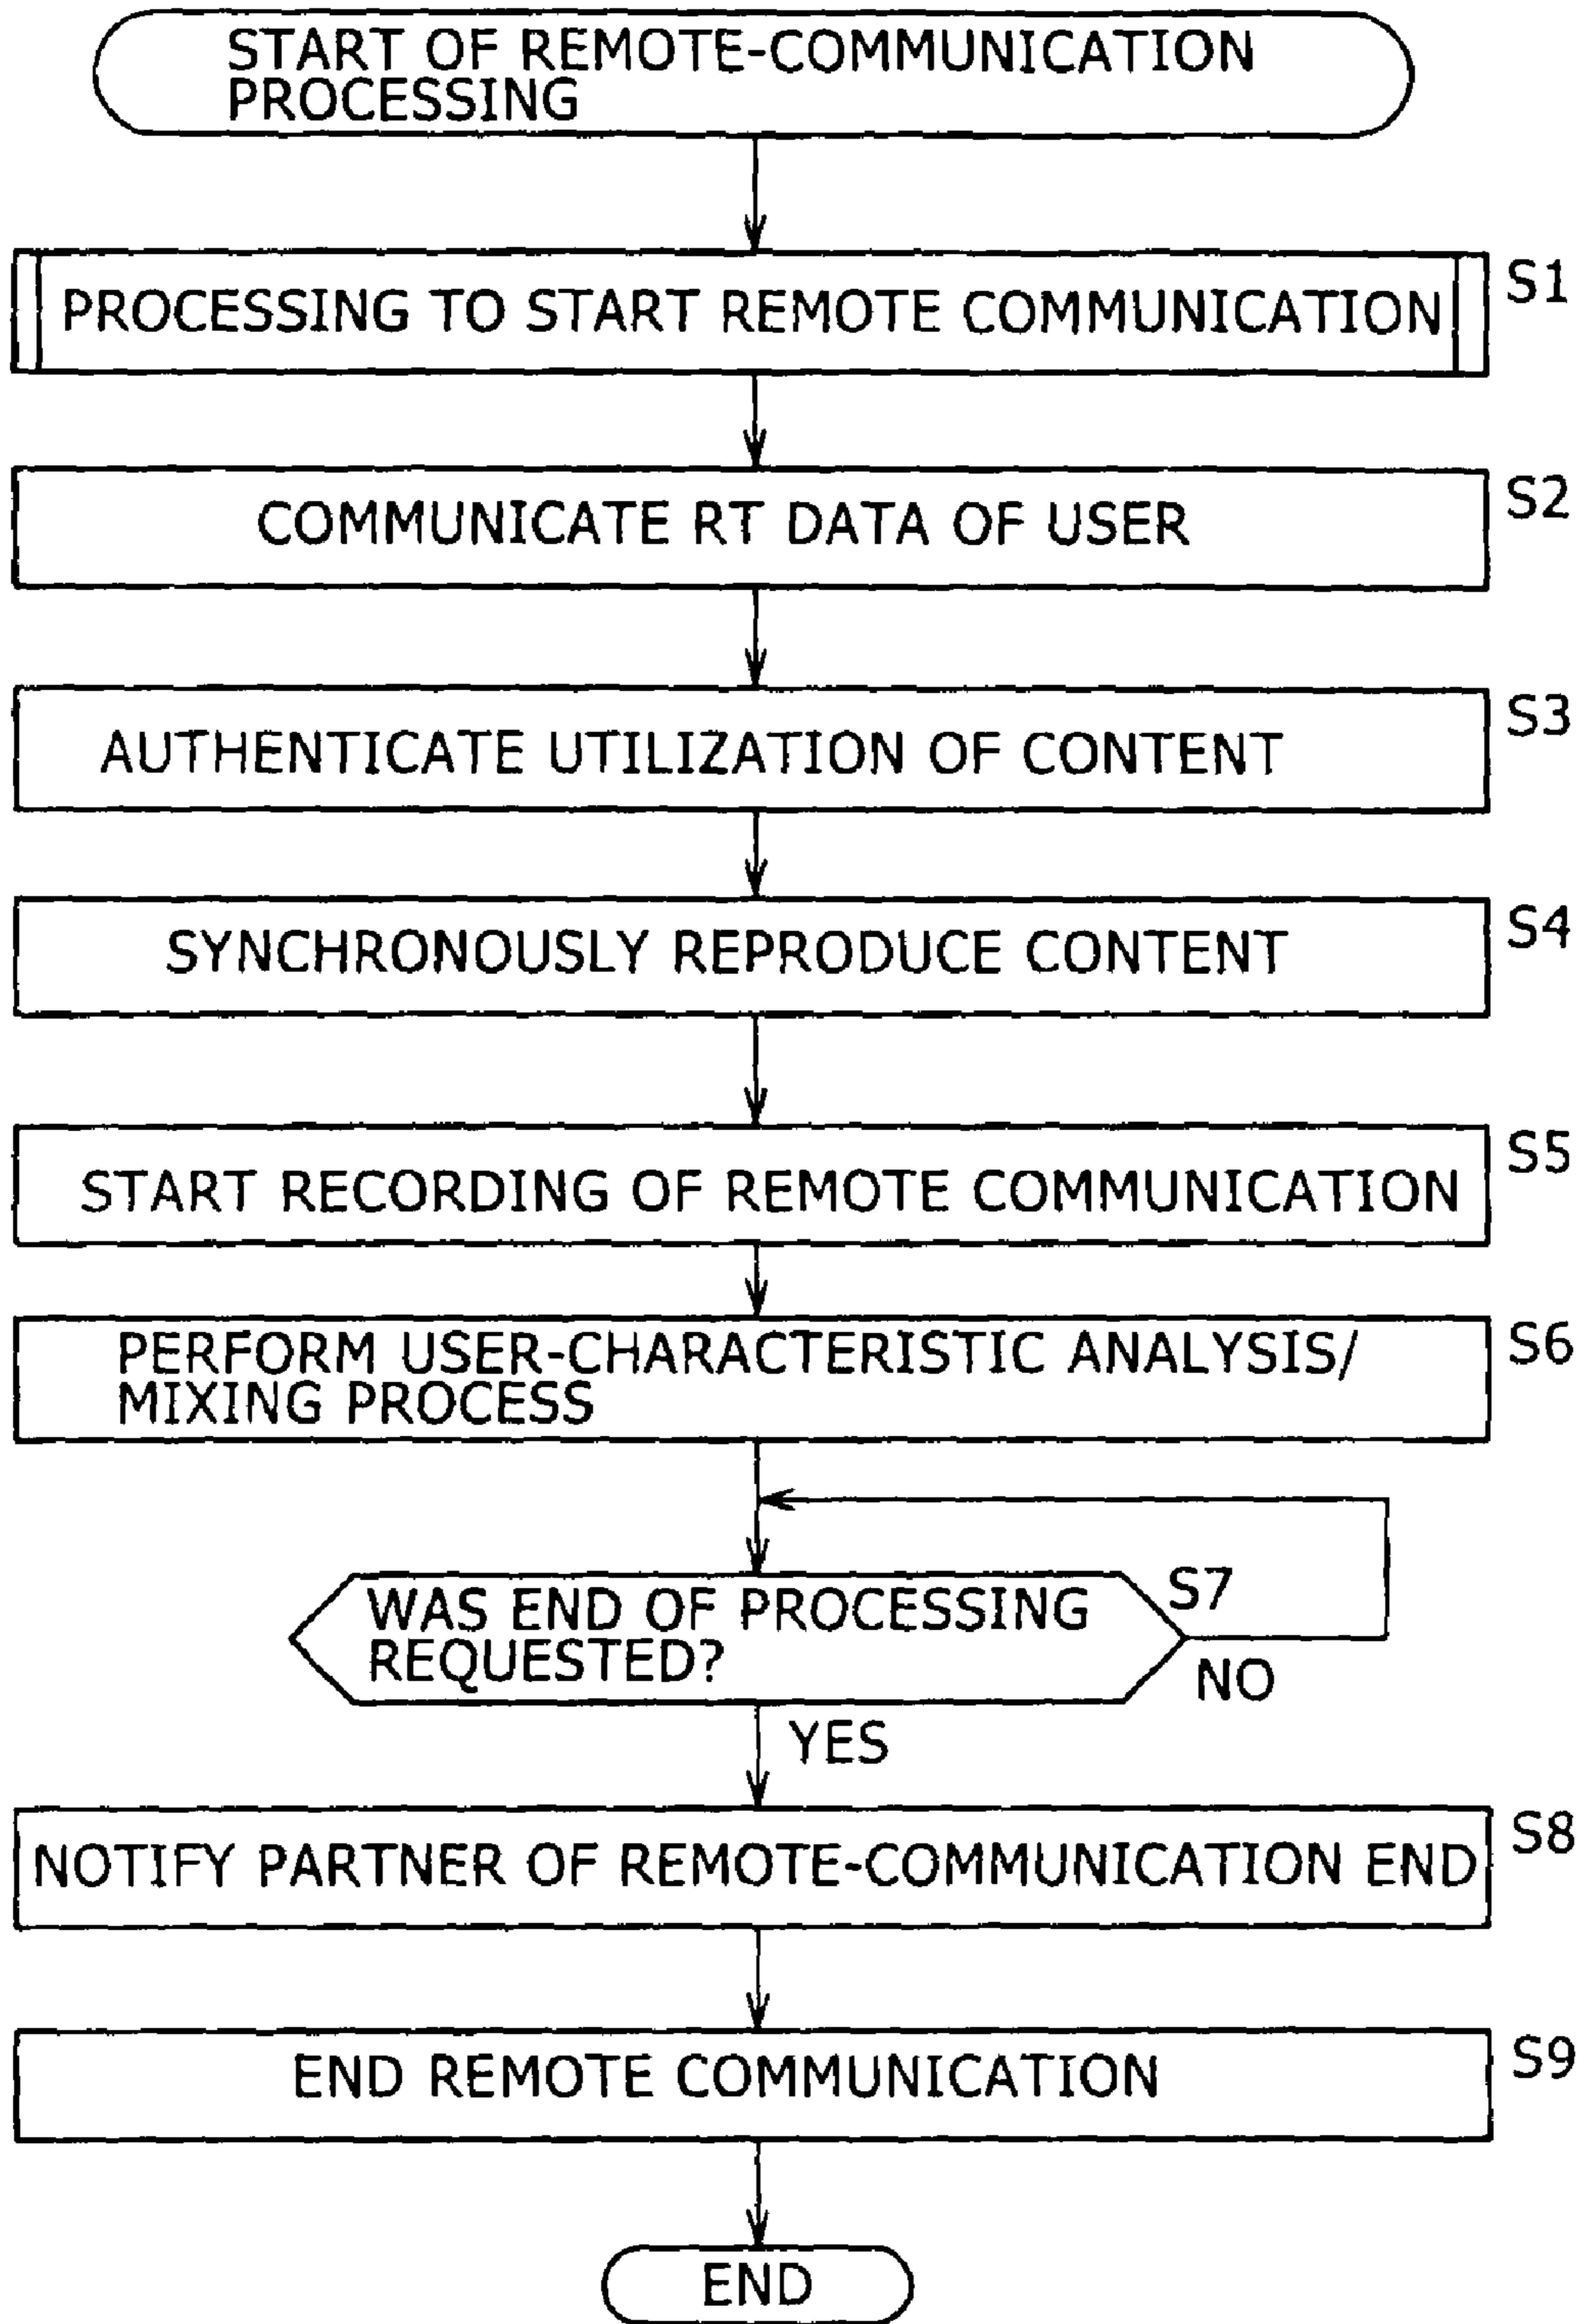 START OF REMOTE-COMMUNICATION
PROCESSING
PROCESSING TO START REMOTE COMMUNICATION
S1
COMMUNICATE RT DATA OF USER
S2
AUTHENTICATE UTILIZATION OF CONTENT
S3
SYNCHRONOUSLY REPRODUCE CONTENT
S4
START RECORDING OF REMOTE COMMUNICATION
S5
PERFORM USER-CHARACTERISTIC ANALYSIS/
MIXING PROCESS
S6
WAS END OF PROCESSING
REQUESTED?
S7
NO
YES
NOTIFY PARTNER OF REMOTE-COMMUNICATION END
S8
END REMOTE COMMUNICATION
S9
END